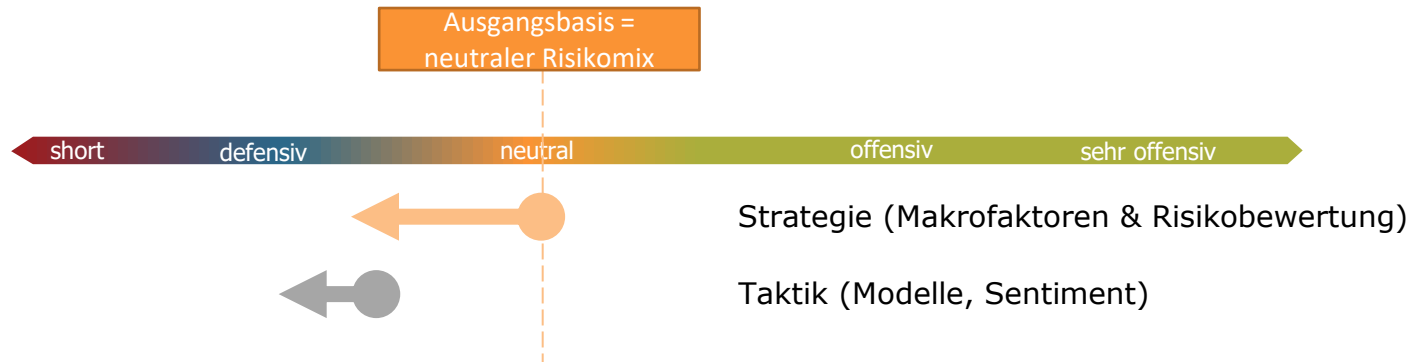 Ausgangsbasis =
neutraler Risikomix
short defensiv neutral offensiv sehr offensiv
Strategie (Makrofaktoren & Risikobewertung)
Taktik (Modelle, Sentiment)